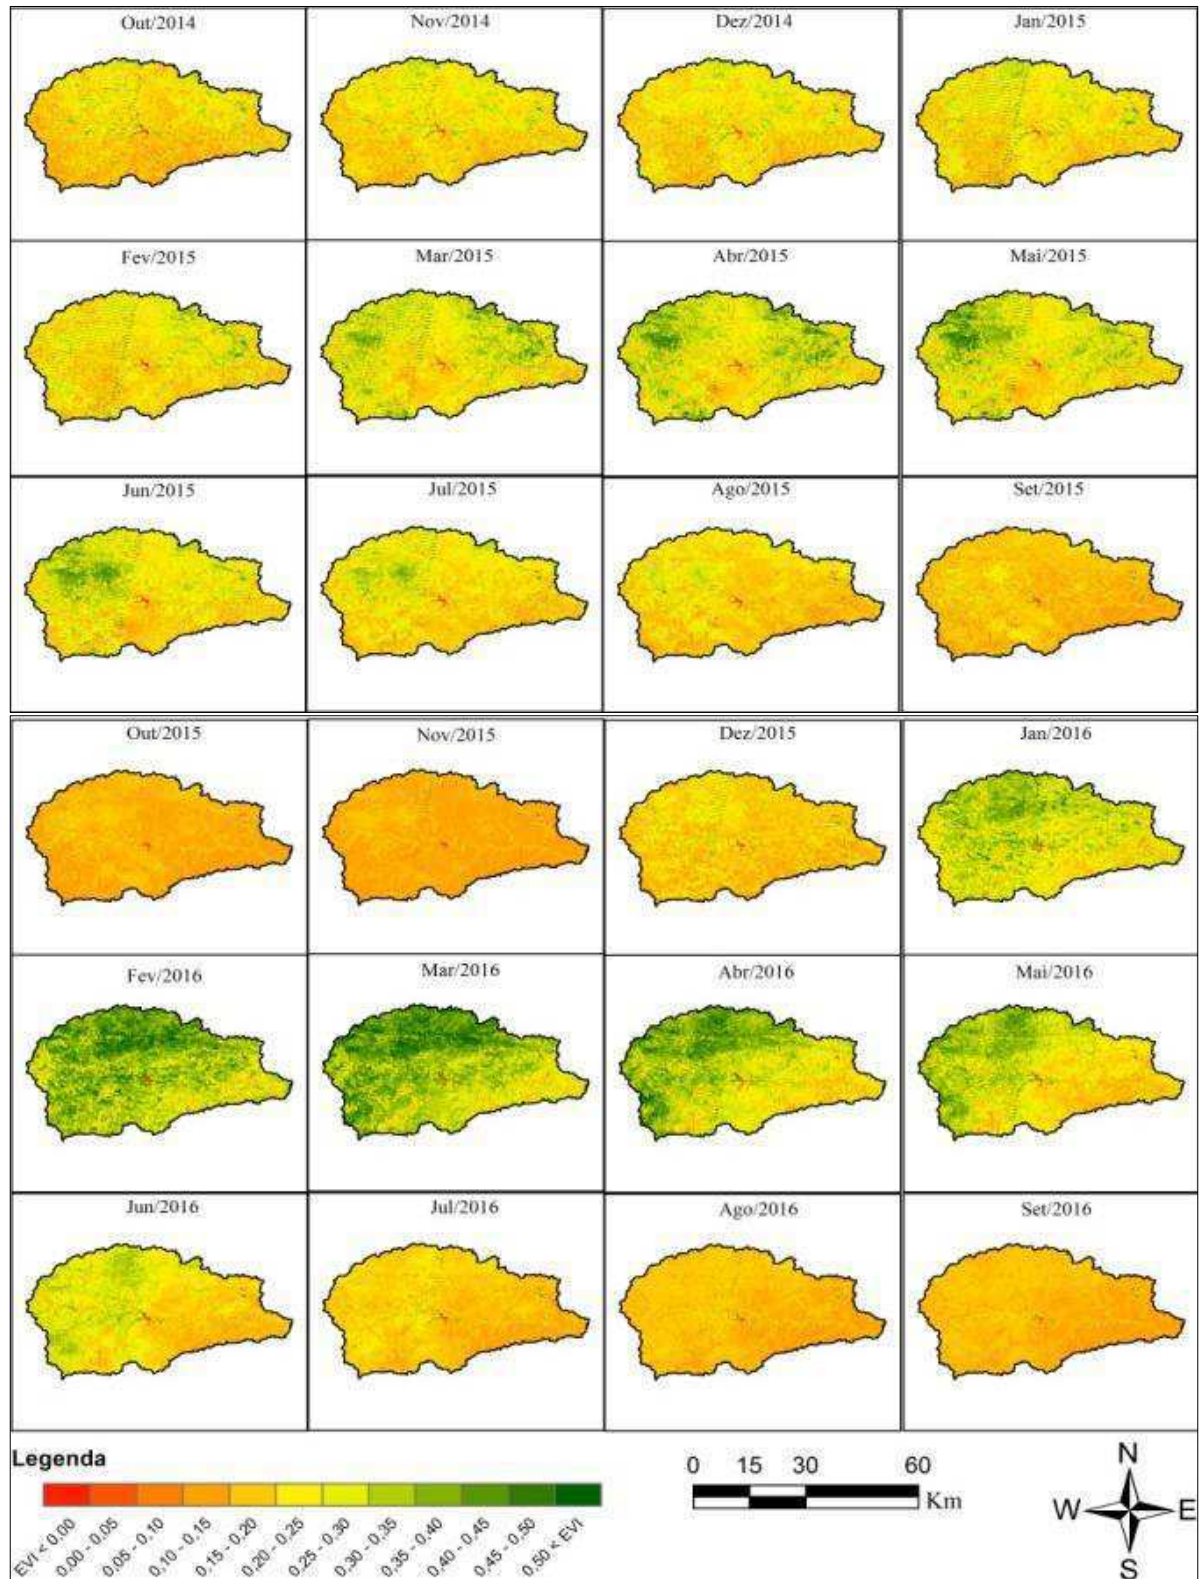 Out/2014 Nov/2014 Dez/2014 Jan/2015
Fev/2015 Mar/2015 Abr/2015 Mai/2015
Jun/2015 Jul/2015 Ago/2015 Set/2015
Out/2015 Nov/2015 Dez/2015 Jan/2016
Fev/2016 Mar/2016 Abr/2016 Mai/2016
Jun/2016 Jul/2016 Ago/2016 Set/2016
Legenda
EVI < 0,00
0,00 - 0,05
0,05 - 0,10
0,10 - 0,15
0,15 - 0,20
0,20 - 0,25
0,25 - 0,30
0,30 - 0,35
0,35 - 0,40
0,40 - 0,45
0,45 - 0,50
0,50 < EVI
0 15 30 60
Km
N
W E
S